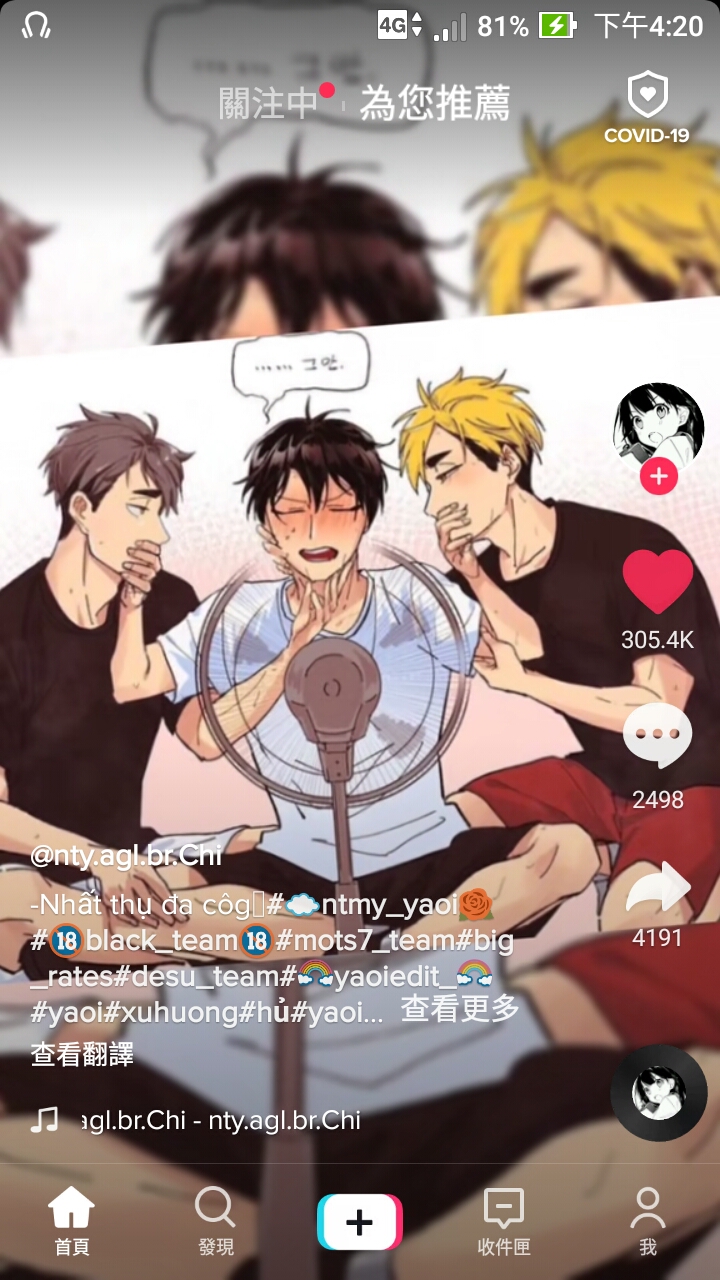 4G 81% 下午4:20
關注中 為您推薦
COVID-19
...... 그만.
305.4K
2498
@nty.agl.br.Chi
-Nhất thụ đa côg#☁️ntmy_yaoi🌹
#🔞black_team🔞#mots7_team#big
_rates#desu_team#🌈yaoiedit_🌈
#yaoi#xuhuong#hủ#yaoi... 查看更多
4191
查看翻譯
agl.br.Chi - nty.agl.br.Chi
首頁 發現 收件匣 我